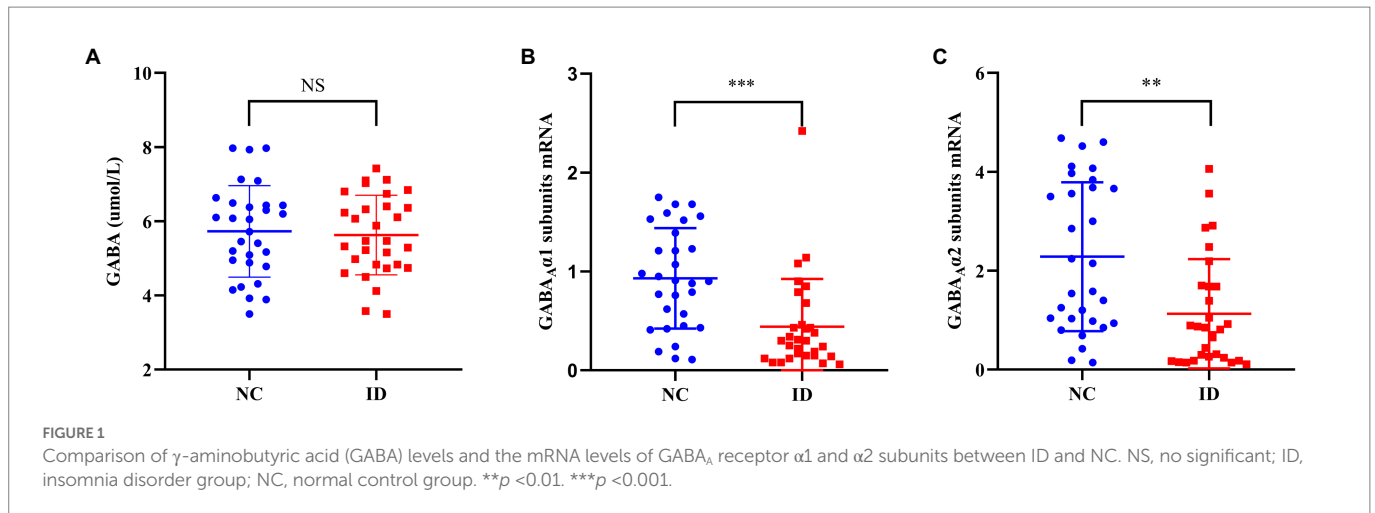 A
GABA (umol/L)
10
8
6
4
2
NS
NC
ID
B
GABA_Aα1 subunits mRNA
3
2
1
0
***
NC
ID
C
GABA_Aα2 subunits mRNA
6
4
2
0
**
NC
ID
FIGURE 1
Comparison of γ-aminobutyric acid (GABA) levels and the mRNA levels of GABA_A receptor α1 and α2 subunits between ID and NC. NS, no significant; ID,
insomnia disorder group; NC, normal control group. **p <0.01. ***p <0.001.